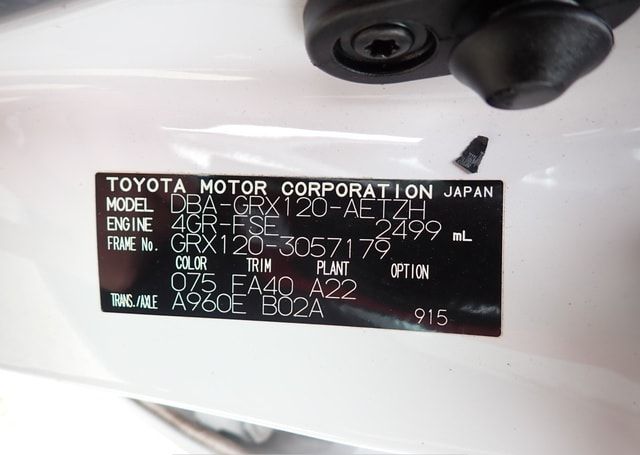 TOYOTA MOTOR CORPORATION JAPAN
MODEL DBA-GRX120-AETZH
ENGINE 4GR-FSE 2499 mL
FRAME No. GRX120-3057179
COLOR TRIM PLANT OPTION
075 FA40 A22
TRANS./AXLE A960E B02A 915